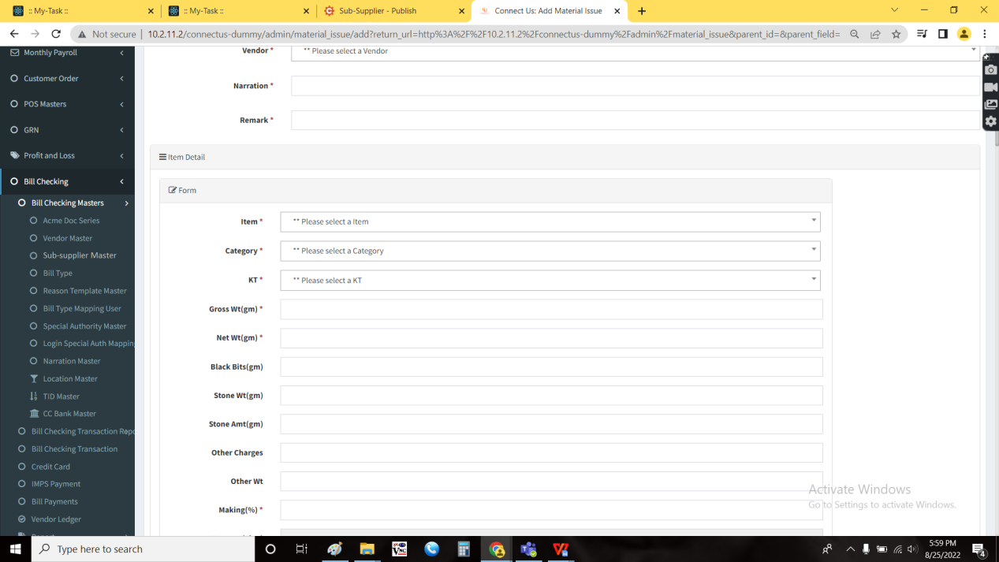 :: My-Task ::
:: My-Task ::
Sub-Supplier - Publish
Connect Us: Add Material Issue
Not secure
10.2.11.2/connectus-dummy/admin/material_issue/add?return_url=http%3A%2F%2F10.2.11.2%2Fconnectus-dummy%2Fadmin%2Fmaterial_issue&parent_id=&parent_field=
Monthly Payroll
Customer Order
POS Masters
GRN
Profit and Loss
Bill Checking
Bill Checking Masters
Acme Doc Series
Vendor Master
Sub-supplier Master
Bill Type
Reason Template Master
Bill Type Mapping User
Special Authority Master
Login Special Auth Mapping
Narration Master
Location Master
TID Master
CC Bank Master
Bill Checking Transaction Repo
Bill Checking Transaction
Credit Card
IMPS Payment
Bill Payments
Vendor Ledger
Vendor *
** Please select a Vendor
Narration *
Remark *
Item Detail
Form
Item *
** Please select a Item
Category *
** Please select a Category
KT *
** Please select a KT
Gross Wt(gm) *
Net Wt(gm) *
Black Bits(gm)
Stone Wt(gm)
Stone Amt(gm)
Other Charges
Other Wt
Making(%) *
Activate Windows
Go to Settings to activate Windows.
Type here to search
5:59 PM
8/25/2022
4